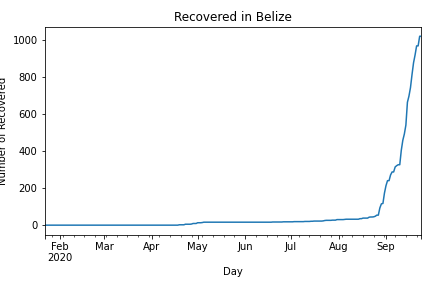 Recovered in Belize
Number of Recovered
1000
800
600
400
200
0
Feb
2020
Mar
Apr
May
Jun
Jul
Aug
Sep
Day